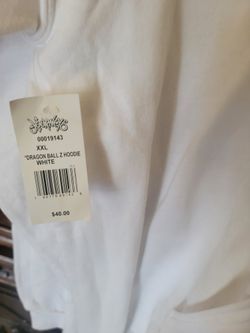 00019143
XXL
"DRAGON BALL Z HOODIE
WHITE
$40.00